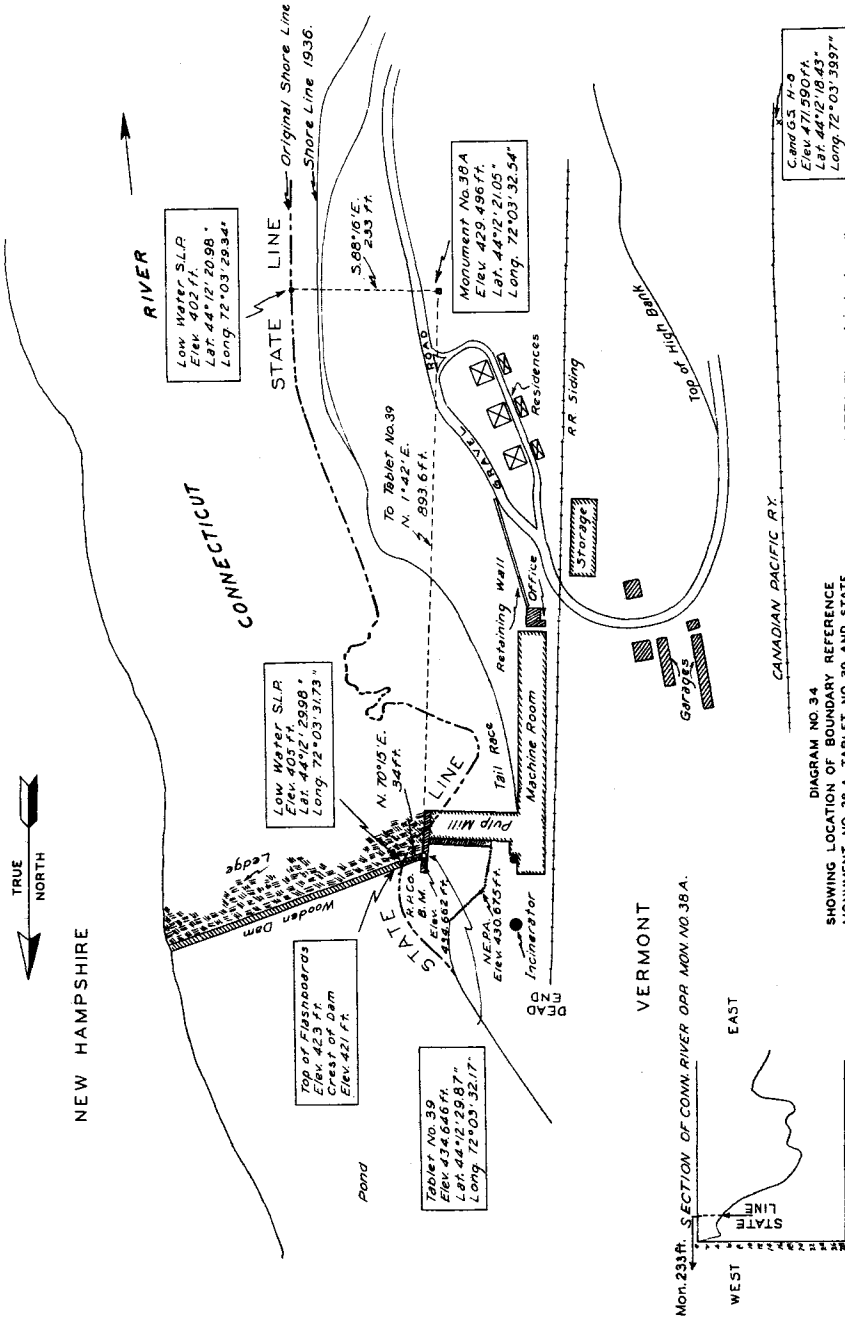 TRUE
NORTH
NEW HAMPSHIRE
RIVER
Original Shore Line
Shore Line 1936.
Low Water S.L.P.
Elev. 402 ft.
Lat. 44°12'20.98"
Long. 72°03'29.34"
STATE LINE
CONNECTICUT
S.88°16'E.
233 ft.
Monument No.38A
Elev. 429.496 ft.
Lat. 44°12'21.05"
Long. 72°03'32.54"
To Tablet No.39
N. 1°42'E.
893.6 ft.
GRAVEL
ROAD
Residences
R.R. Siding
Top of High Bank
Low Water S.L.P.
Elev. 405 ft.
Lat. 44°12'29.98"
Long. 72°03'31.73"
N. 70°15'E.
34 ft.
LINE
Ledge
Wooden Dam
Tail Race
Retaining Wall
Office
Storage
Machine Room
Pulp Mill
Garages
STATE
R.P.Co.
B.M.
Elev.
434.662 ft.
N.E.P.A.
Elev. 430.675 ft.
Incinerator
Top of Flashboards
Elev. 423 ft.
Crest of Dam
Elev. 421 ft.
Pond
Tablet No.39
Elev. 434.646 ft.
Lat. 44°12'29.87"
Long. 72°03'32.17"
DEAD
END
VERMONT
CANADIAN PACIFIC RY.
C. and G.S. H-8
Elev. 471.590 ft.
Lat. 44°12'18.43"
Long. 72°03'39.97"
Mon. 233 ft. SECTION OF CONN. RIVER OPP. MON. NO. 38 A.
WEST
EAST
STATE
LINE
DIAGRAM NO. 34
SHOWING LOCATION OF BOUNDARY REFERENCE
MONUMENT NO. 38 A, TABLET NO. 39 AND STATE